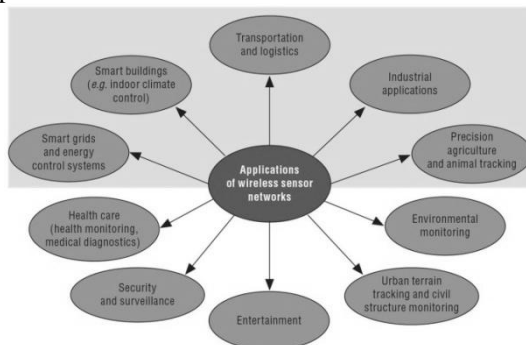 Transportation
and logistics
Smart buildings
(e.g. indoor climate
control)
Industrial
applications
Smart grids
and energy
control systems
Precision
agriculture
and animal tracking
Applications
of wireless sensor
networks
Health care
(health monitoring,
medical diagnostics)
Environmental
monitoring
Security
and surveillance
Entertainment
Urban terrain
tracking and civil
structure monitoring